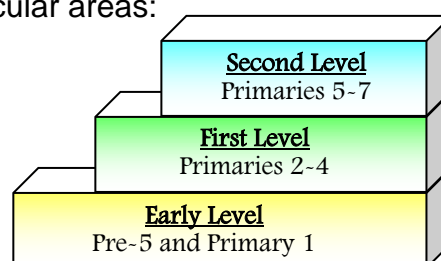 cular areas:
Second Level
Primaries 5-7
First Level
Primaries 2-4
Early Level
Pre-5 and Primary 1